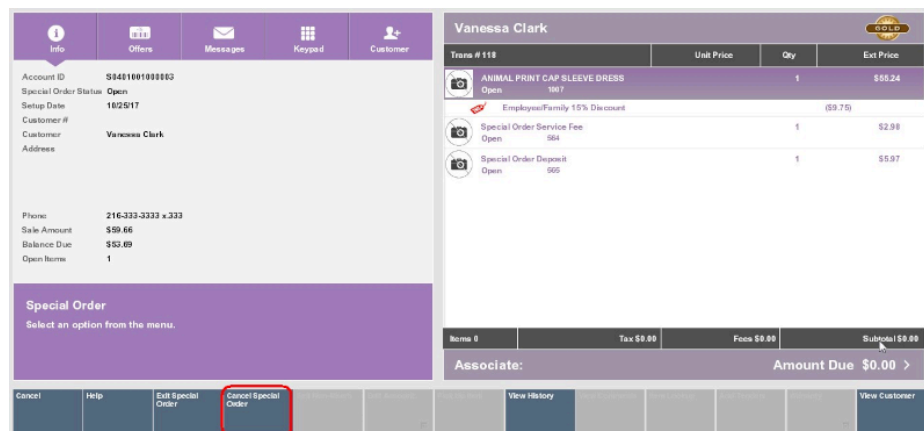 Info
Offers
Messages
Keypad
Customer
Account ID S0401001000003
Special Order Status Open
Setup Date 10/25/17
Customer #
Customer Vanessa Clark
Address
Phone 216-333-3333 x.333
Sale Amount $59.66
Balance Due $53.69
Open Items 1
Special Order
Select an option from the menu.
Vanessa Clark
GOLD
Trans # 118 Unit Price Qty Ext Price
ANIMAL PRINT CAP SLEEVE DRESS 1 $55.24
Open 1007
Employee/Family 15% Discount (\$9.75)
Special Order Service Fee 1 $2.98
Open 564
Special Order Deposit 1 $5.97
Open 565
Items 0 Tax $0.00 Fees $0.00 Subtotal $0.00
Associate: Amount Due $0.00 >
Cancel
Help
Exit Special
Order
Cancel Special
Order
View History
View Customer